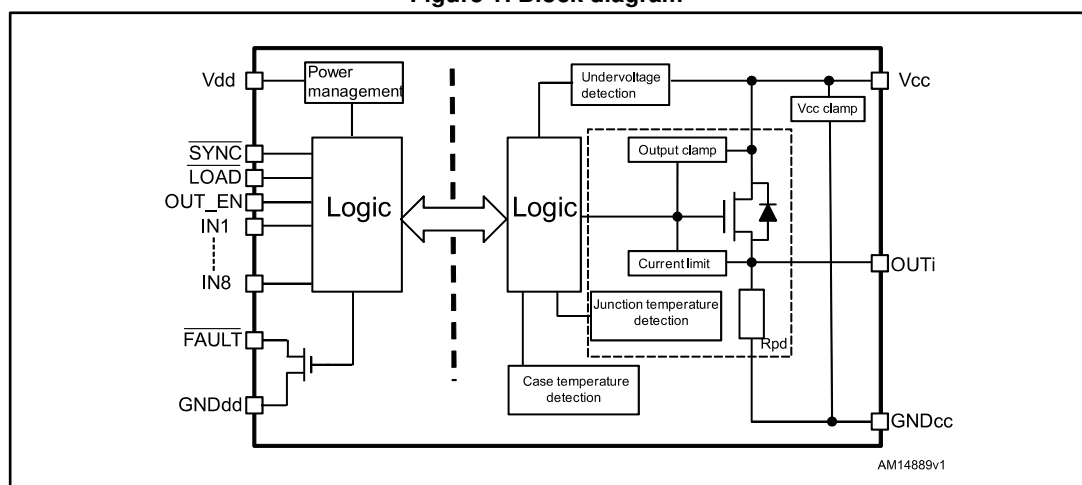 Figure 1. Block diagram
Vdd
Power
management
SYNC
LOAD
OUT_EN
IN1
IN8
FAULT
GNDdd
Logic
Logic
Undervoltage
detection
Vcc
Vcc clamp
Output clamp
Current limit
OUTi
Junction temperature
detection
Rpd
Case temperature
detection
GNDcc
AM14889v1